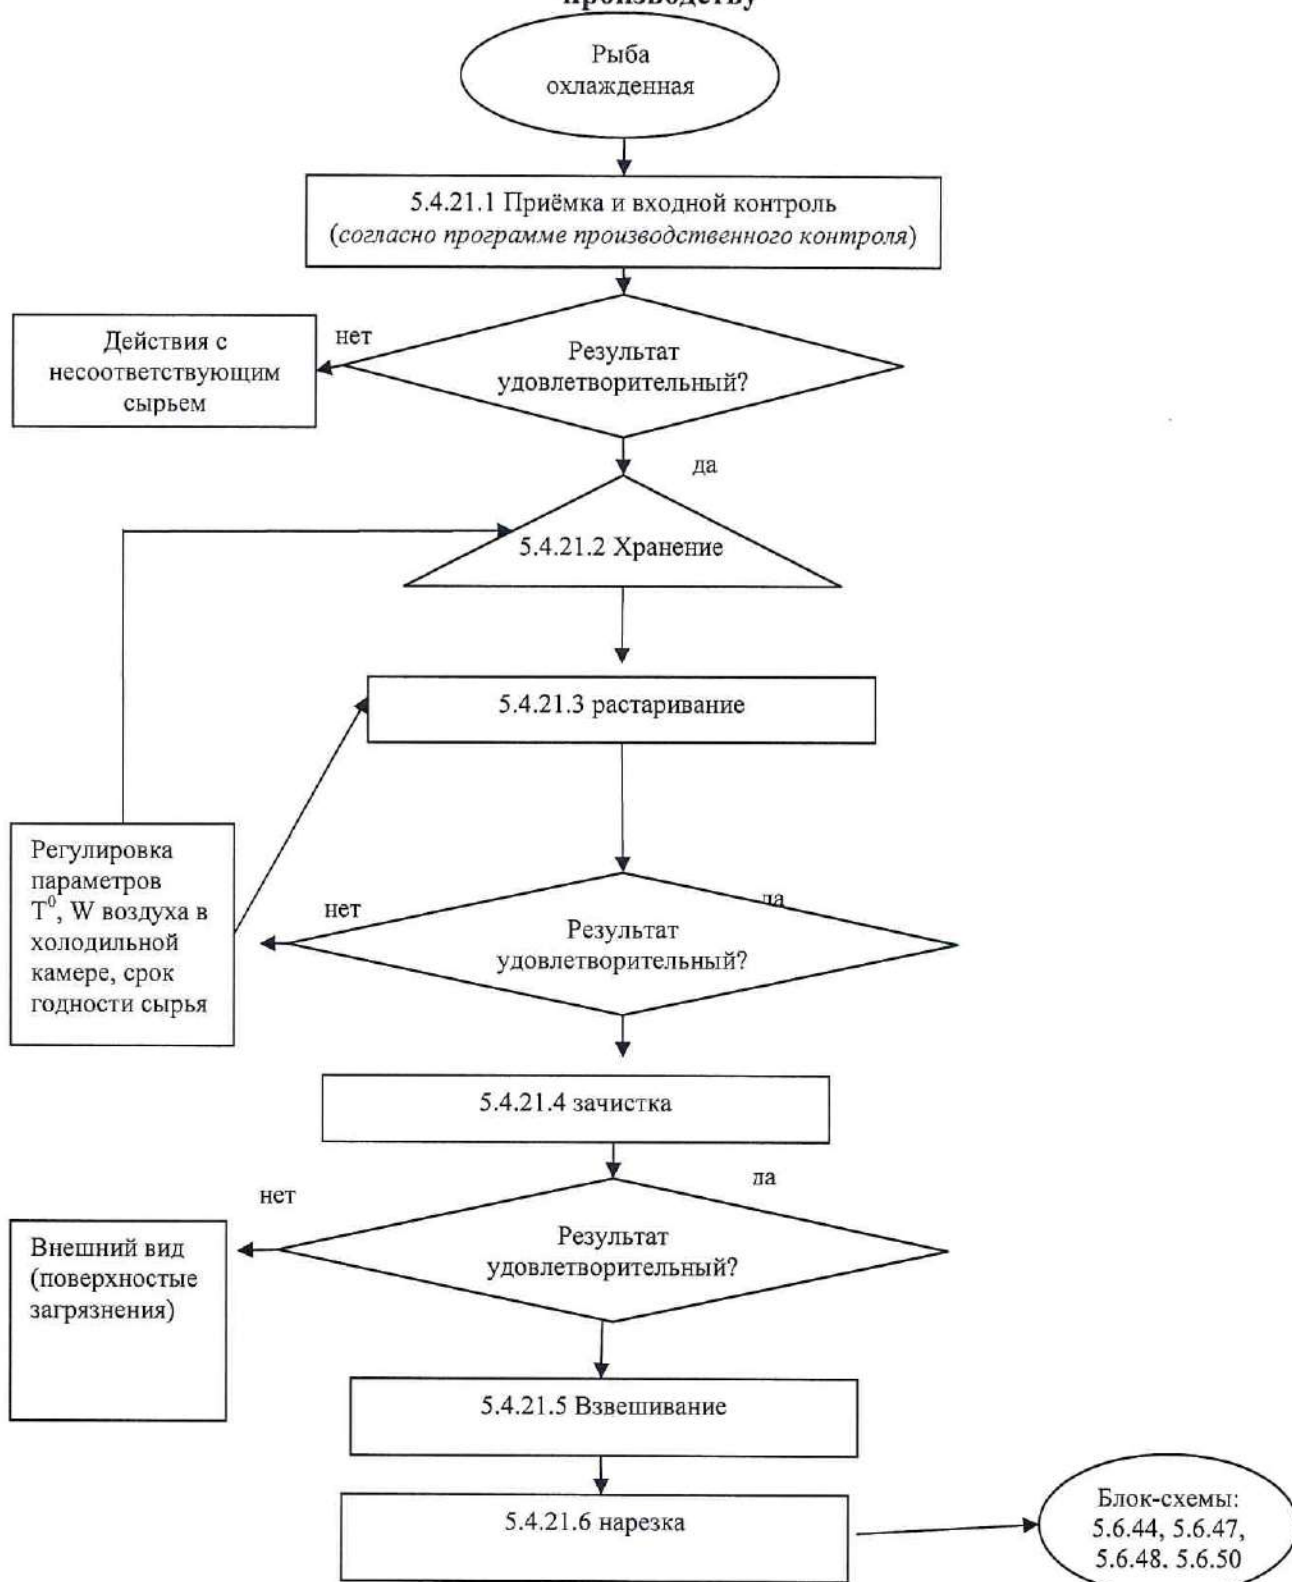 производству
Рыба
охлажденная
5.4.21.1 Приёмка и входной контроль
(согласно программе производственного контроля)
нет
Действия с
несоответствующим
сырьем
Результат
удовлетворительный?
да
5.4.21.2 Хранение
5.4.21.3 растаривание
Регулировка
параметров
T⁰, W воздуха в
холодильной
камере, срок
годности сырья
нет
да
Результат
удовлетворительный?
5.4.21.4 зачистка
нет
да
Внешний вид
(поверхностые
загрязнения)
Результат
удовлетворительный?
5.4.21.5 Взвешивание
5.4.21.6 нарезка
Блок-схемы:
5.6.44, 5.6.47,
5.6.48, 5.6.50